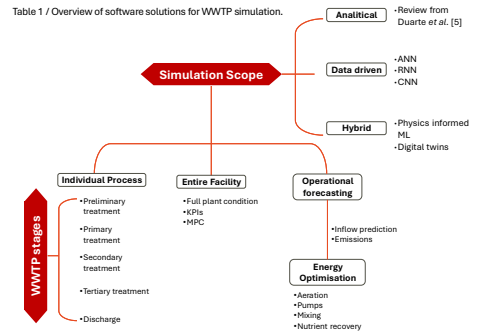 Table 1 / Overview of software solutions for WWTP simulation.
Analitical
•Review from
Duarte et al. [5]
Simulation Scope
Data driven
•ANN
•RNN
•CNN
Hybrid
•Physics informed
ML
•Digital twins
Individual Process
Entire Facility
Operational
forecasting
WWTP stages
•Preliminary
treatment
•Primary
treatment
•Secondary
treatment
•Tertiary treatment
•Discharge
•Full plant condition
•KPIs
•MPC
•Inflow prediction
•Emissions
Energy
Optimisation
•Aeration
•Pumps
•Mixing
•Nutrient recovery